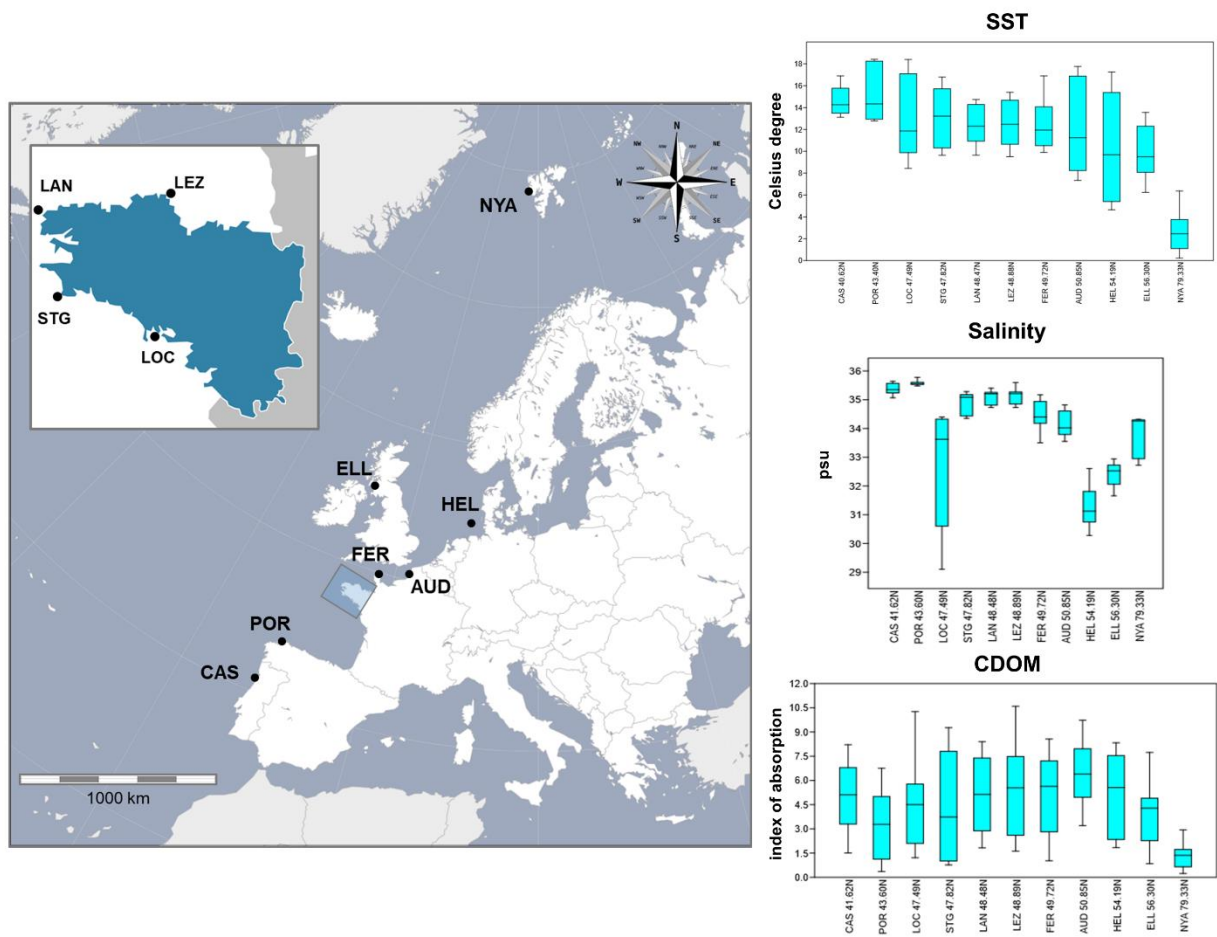 LAN
LEZ
STG
LOC
N
NW
NE
W
E
SW
SE
S
NYA
ELL
HEL
FER
AUD
POR
CAS
1000 km
SST
Celsius degree
18
16
14
12
10
8
6
4
2
0
CAS 40.62N
POR 43.40N
LOC 47.49N
STG 47.82N
LAN 48.47N
LEZ 48.88N
FER 49.72N
AUD 50.85N
HEL 54.19N
ELL 56.30N
NYA 79.33N
Salinity
psu
36
35
34
33
32
31
30
29
CAS 41.62N
POR 43.60N
LOC 47.49N
STG 47.82N
LAN 48.48N
LEZ 48.89N
FER 49.72N
AUD 50.85N
HEL 54.19N
ELL 56.30N
NYA 79.33N
CDOM
index of absorption
12.0
10.5
9.0
7.5
6.0
4.5
3.0
1.5
0.0
CAS 41.62N
POR 43.60N
LOC 47.49N
STG 47.82N
LAN 48.48N
LEZ 48.89N
FER 49.72N
AUD 50.85N
HEL 54.19N
ELL 56.30N
NYA 79.33N